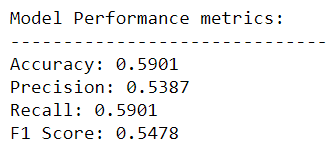 Model Performance metrics:
-----------------------------
Accuracy: 0.5901
Precision: 0.5387
Recall: 0.5901
F1 Score: 0.5478